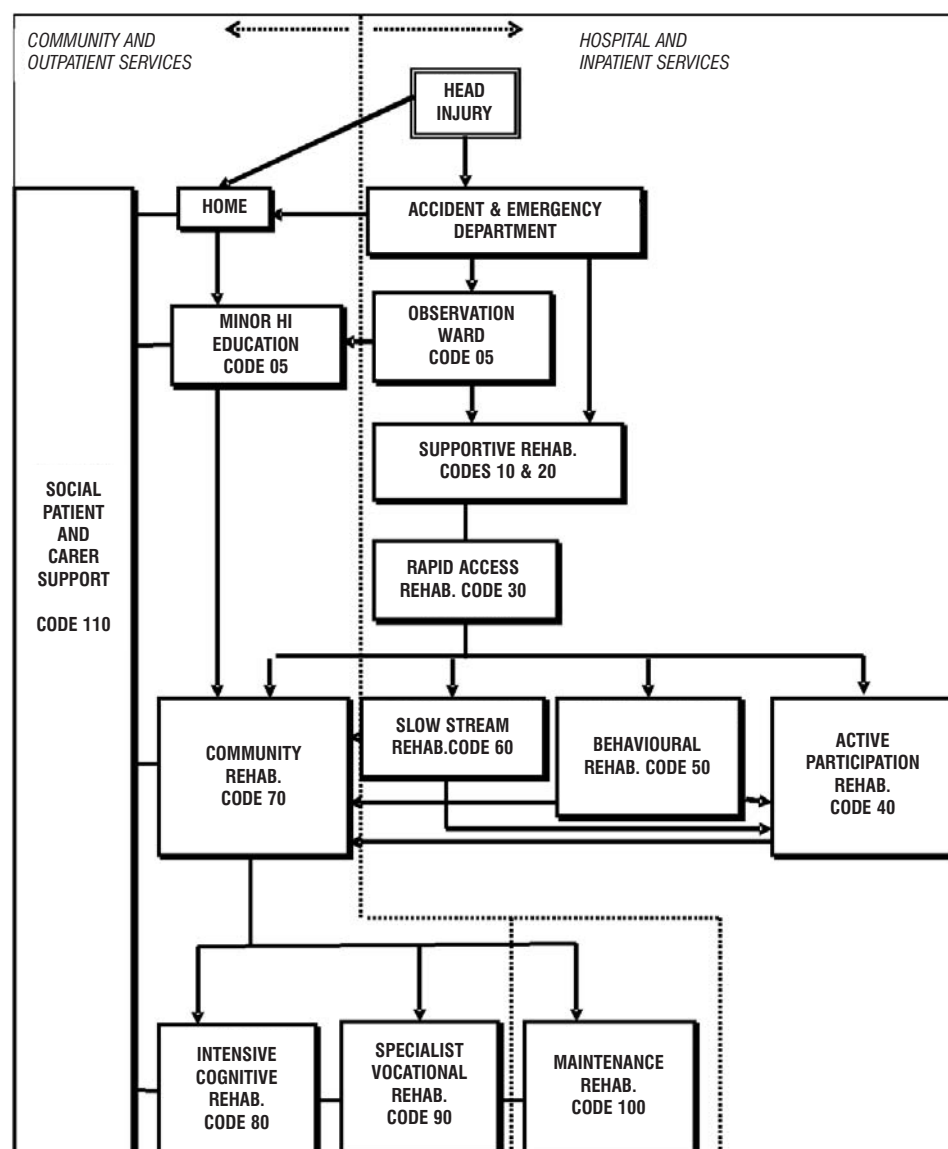 COMMUNITY AND
OUTPATIENT SERVICES
HOSPITAL AND
INPATIENT SERVICES
HEAD
INJURY
HOME
ACCIDENT & EMERGENCY
DEPARTMENT
MINOR HI
EDUCATION
CODE 05
OBSERVATION
WARD
CODE 05
SUPPORTIVE REHAB.
CODES 10 & 20
SOCIAL
PATIENT
AND
CARER
SUPPORT
CODE 110
RAPID ACCESS
REHAB. CODE 30
COMMUNITY
REHAB.
CODE 70
SLOW STREAM
REHAB.CODE 60
BEHAVIOURAL
REHAB. CODE 50
ACTIVE
PARTICIPATION
REHAB.
CODE 40
INTENSIVE
COGNITIVE
REHAB.
CODE 80
SPECIALIST
VOCATIONAL
REHAB.
CODE 90
MAINTENANCE
REHAB.
CODE 100